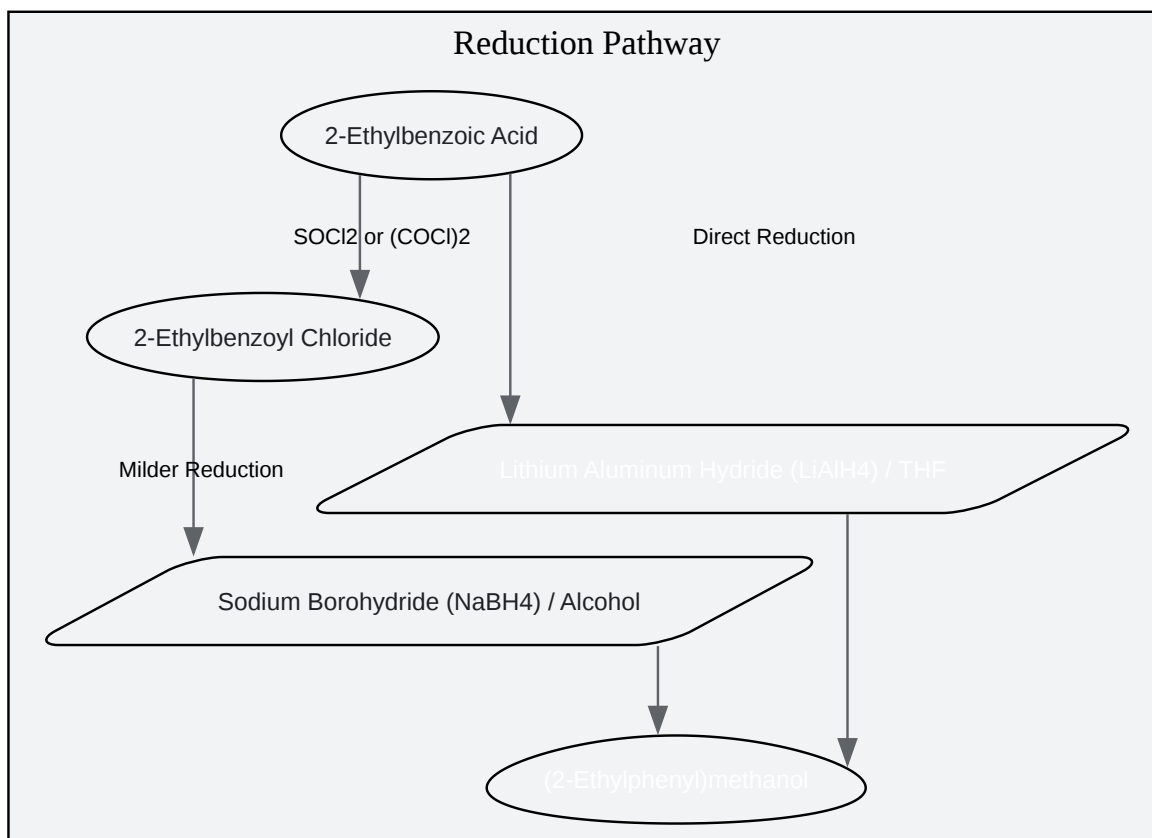 Reduction Pathway
2-Ethylbenzoic Acid
SOCl2 or (COCl)2
Direct Reduction
2-Ethylbenzoyl Chloride
Milder Reduction
Lithium Aluminum Hydride (LiAlH4) / THF
Sodium Borohydride (NaBH4) / Alcohol
(2-Ethylphenyl)methanol